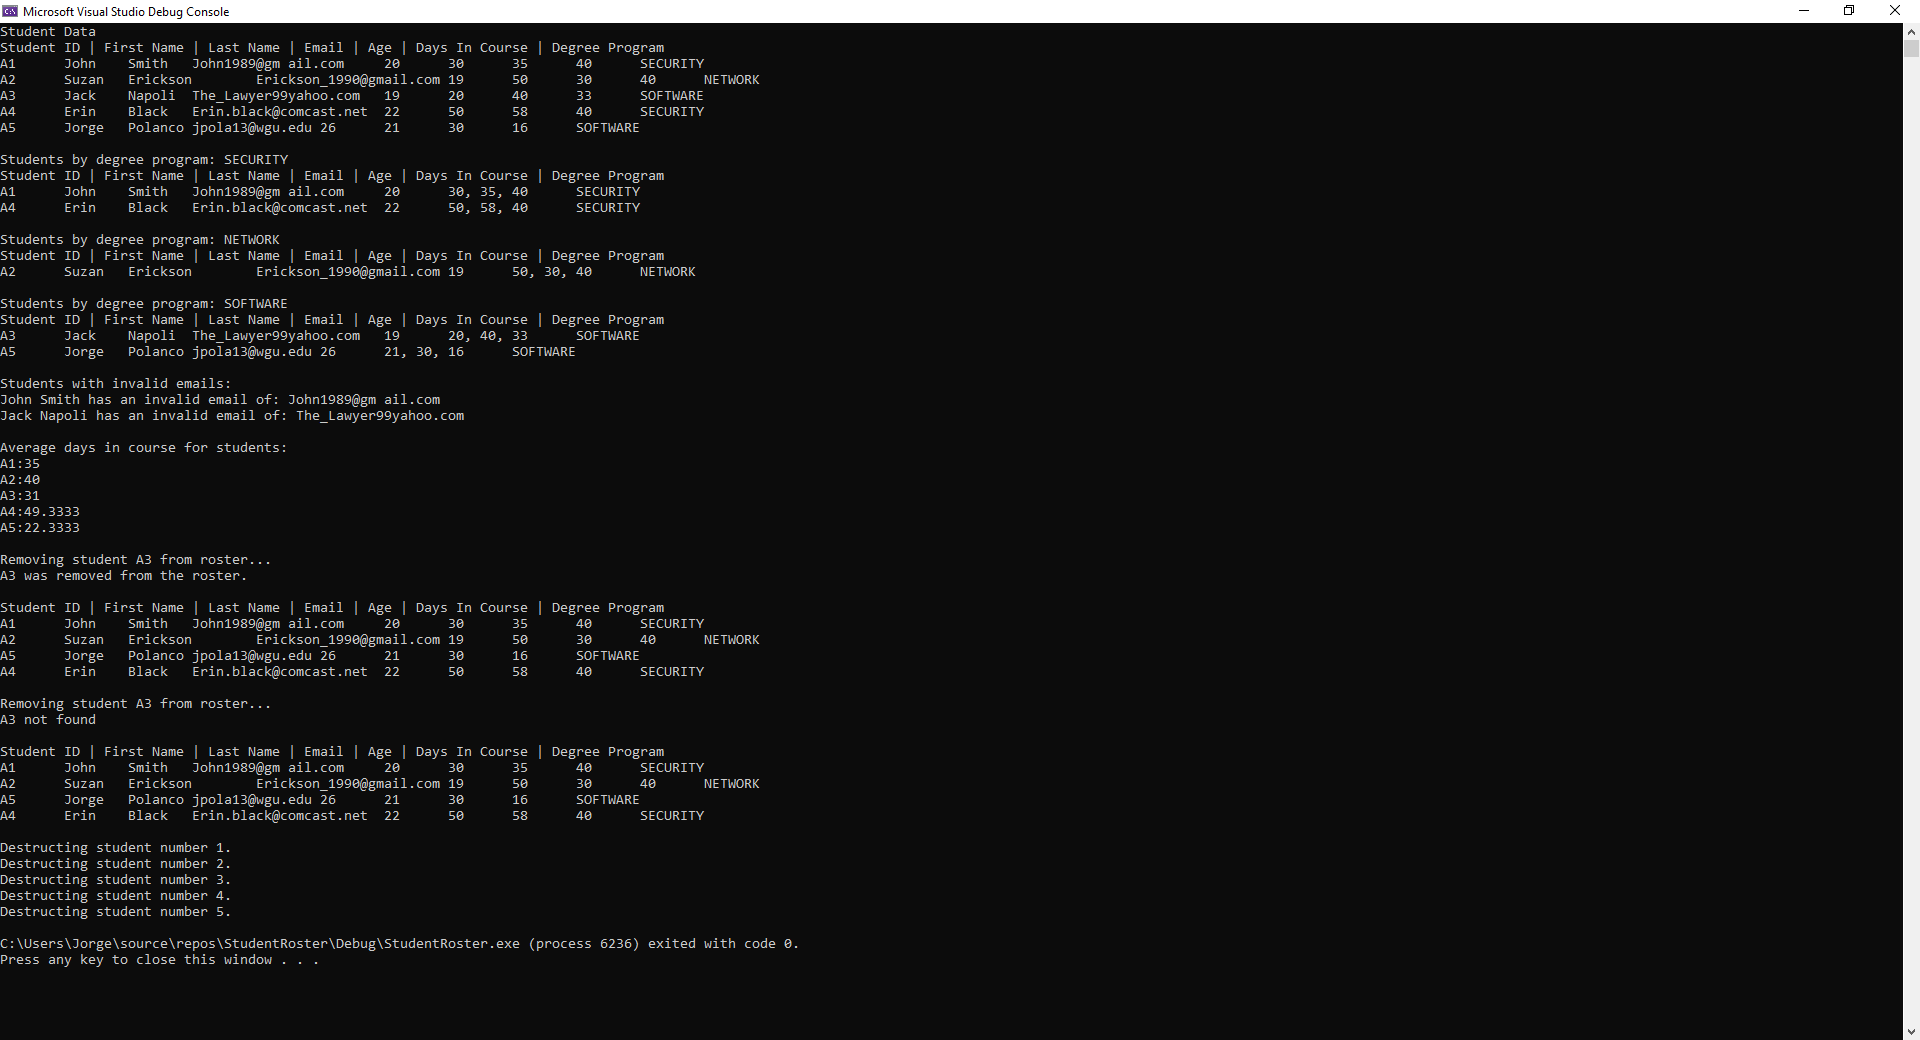 Microsoft Visual Studio Debug Console
Student Data
Student ID | First Name | Last Name | Email | Age | Days In Course | Degree Program
A1      John    Smith   John1989@gm ail.com     20      30      35      40      SECURITY
A2      Suzan   Erickson        Erickson_1990@gmail.com 19      50      30      40      NETWORK
A3      Jack    Napoli  The_Lawyer99yahoo.com   19      20      40      33      SOFTWARE
A4      Erin    Black   Erin.black@comcast.net  22      50      58      40      SECURITY
A5      Jorge   Polanco jpola13@wgu.edu 26      21      30      16      SOFTWARE
Students by degree program: SECURITY
Student ID | First Name | Last Name | Email | Age | Days In Course | Degree Program
A1      John    Smith   John1989@gm ail.com     20      30, 35, 40      SECURITY
A4      Erin    Black   Erin.black@comcast.net  22      50, 58, 40      SECURITY
Students by degree program: NETWORK
Student ID | First Name | Last Name | Email | Age | Days In Course | Degree Program
A2      Suzan   Erickson        Erickson_1990@gmail.com 19      50, 30, 40      NETWORK
Students by degree program: SOFTWARE
Student ID | First Name | Last Name | Email | Age | Days In Course | Degree Program
A3      Jack    Napoli  The_Lawyer99yahoo.com   19      20, 40, 33      SOFTWARE
A5      Jorge   Polanco jpola13@wgu.edu 26      21, 30, 16      SOFTWARE
Students with invalid emails:
John Smith has an invalid email of: John1989@gm ail.com
Jack Napoli has an invalid email of: The_Lawyer99yahoo.com
Average days in course for students:
A1:35
A2:40
A3:31
A4:49.3333
A5:22.3333
Removing student A3 from roster...
A3 was removed from the roster.
Student ID | First Name | Last Name | Email | Age | Days In Course | Degree Program
A1      John    Smith   John1989@gm ail.com     20      30      35      40      SECURITY
A2      Suzan   Erickson        Erickson_1990@gmail.com 19      50      30      40      NETWORK
A5      Jorge   Polanco jpola13@wgu.edu 26      21      30      16      SOFTWARE
A4      Erin    Black   Erin.black@comcast.net  22      50      58      40      SECURITY
Removing student A3 from roster...
A3 not found
Student ID | First Name | Last Name | Email | Age | Days In Course | Degree Program
A1      John    Smith   John1989@gm ail.com     20      30      35      40      SECURITY
A2      Suzan   Erickson        Erickson_1990@gmail.com 19      50      30      40      NETWORK
A5      Jorge   Polanco jpola13@wgu.edu 26      21      30      16      SOFTWARE
A4      Erin    Black   Erin.black@comcast.net  22      50      58      40      SECURITY
Destructing student number 1.
Destructing student number 2.
Destructing student number 3.
Destructing student number 4.
Destructing student number 5.
C:\Users\Jorge\source\repos\StudentRoster\Debug\StudentRoster.exe (process 6236) exited with code 0.
Press any key to close this window . . .